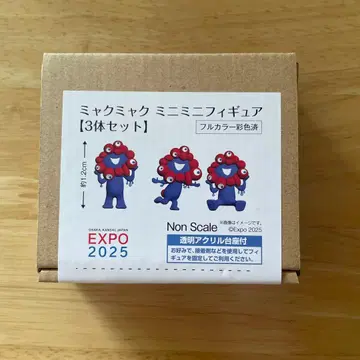 ミャクミャク ミニミニフィギュア
【3体セット】
フルカラー彩色済
約1.2cm
※画像はイメージです。
Non Scale
©Expo 2025
OSAKA, KANSAI, JAPAN
EXPO
2025
透明アクリル台座付
お好みで、接着剤などを使用してフィ
ギュアを固定してご利用ください。